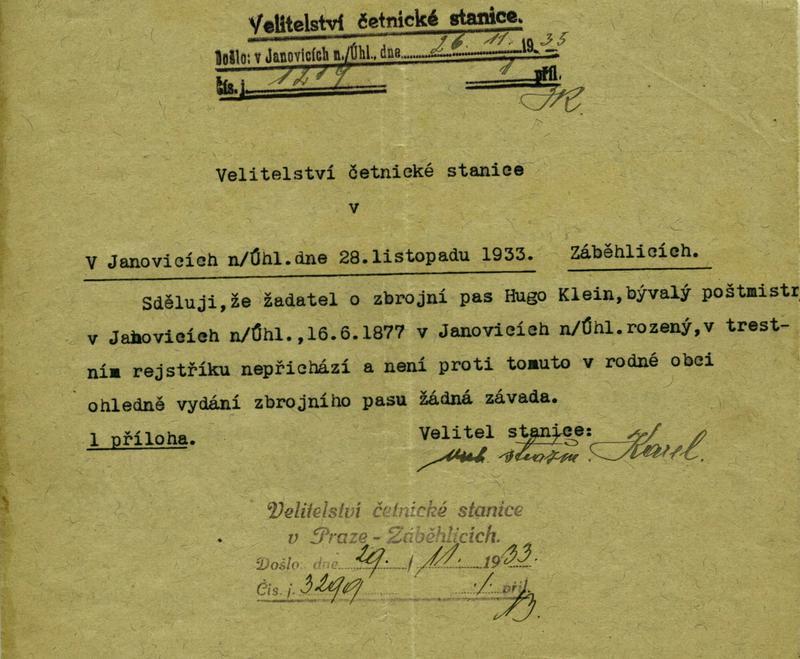 Velitelství četnické stanice.
Došlo: v Janovicích n./Úhl., dne 26. 11. 1935
čís. j. 1219 1 příl.
Velitelství četnické stanice
v
V Janovicích n/Úhl.dne 28.listopadu 1933. Záběhlicích.
Sděluji,že žadatel o zbrojní pas Hugo Klein,bývalý poštmistr
v Janovicích n/Úhl.,16.6.1877 v Janovicích n/Úhl.rozený,v trest-
ním rejstříku nepřichází a není proti tomuto v rodné obci
ohledně vydání zbrojního pasu žádná závada.
1 příloha. Velitel stanice:
Karel.
Velitelství četnické stanice
v Praze - Záběhlicích.
Došlo dne 29. / 11. 1933.
Čís. j. 3299 1 příl.